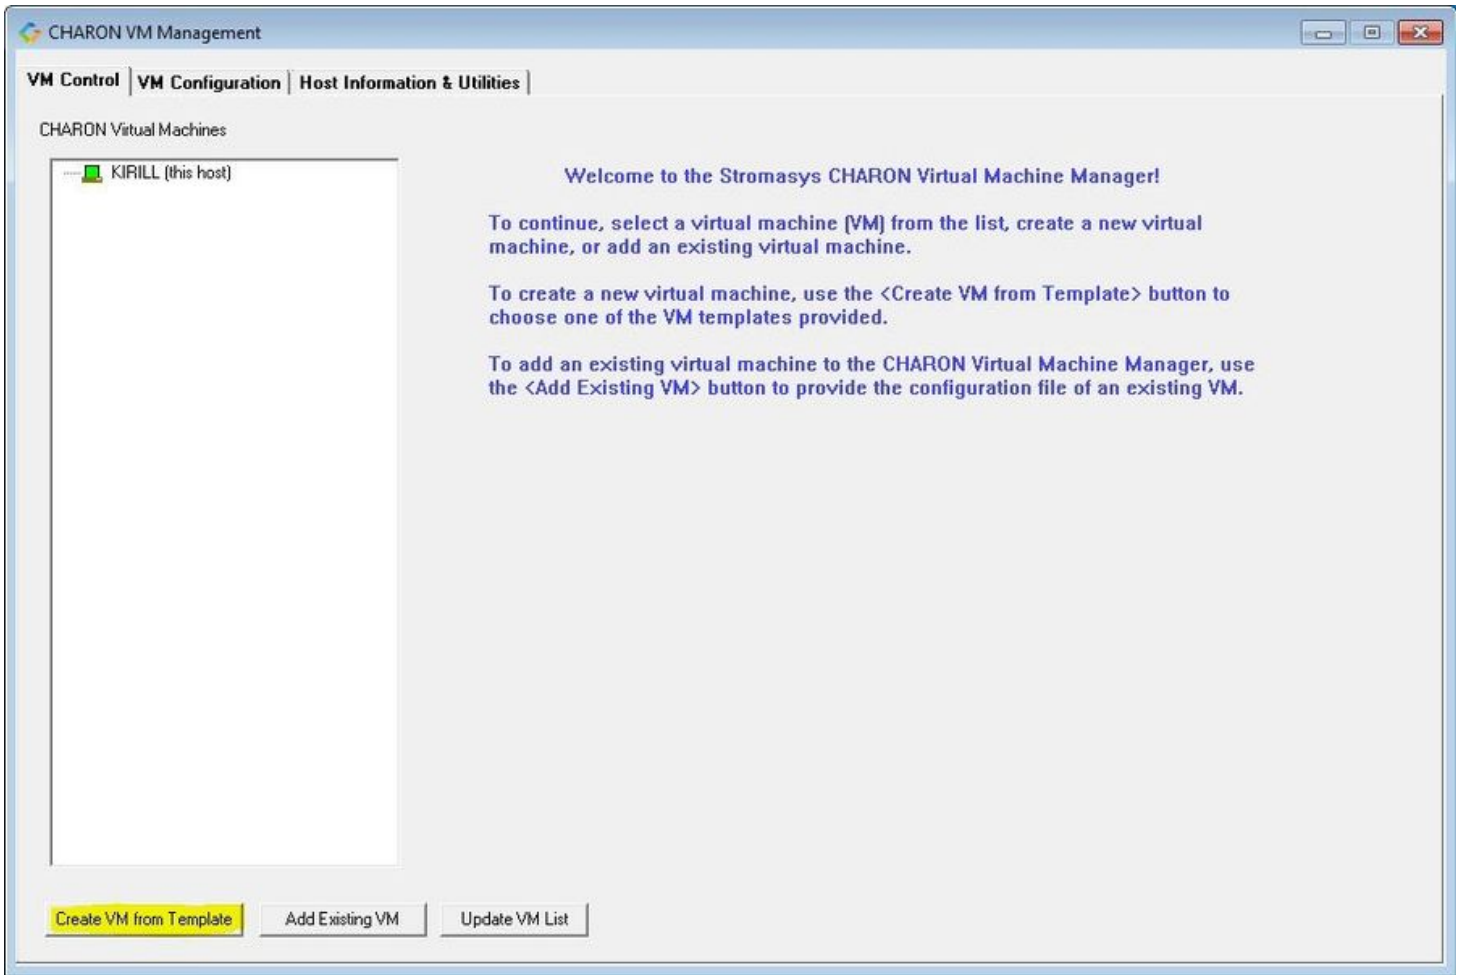 CHARON VM Management
VM Control VM Configuration Host Information & Utilities
CHARON Virtual Machines
KIRILL (this host)
Welcome to the Stromasys CHARON Virtual Machine Manager!
To continue, select a virtual machine (VM) from the list, create a new virtual
machine, or add an existing virtual machine.
To create a new virtual machine, use the <Create VM from Template> button to
choose one of the VM templates provided.
To add an existing virtual machine to the CHARON Virtual Machine Manager, use
the <Add Existing VM> button to provide the configuration file of an existing VM.
Create VM from Template Add Existing VM Update VM List